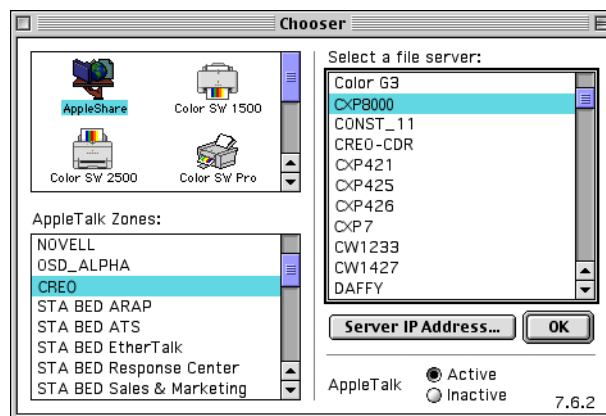 Chooser
AppleShare
Color SW 1500
Color SW 2500
Color SW Pro
AppleTalk Zones:
NOVELL
OSD_ALPHA
CREO
STA BED ARAP
STA BED ATS
STA BED EtherTalk
STA BED Response Center
STA BED Sales & Marketing
Select a file server:
Color G3
CXP8000
CONST_11
CREO-CDR
CXP421
CXP425
CXP426
CXP7
CW1233
CW1427
DAFFY
Server IP Address...
OK
AppleTalk
Active
Inactive
7.6.2